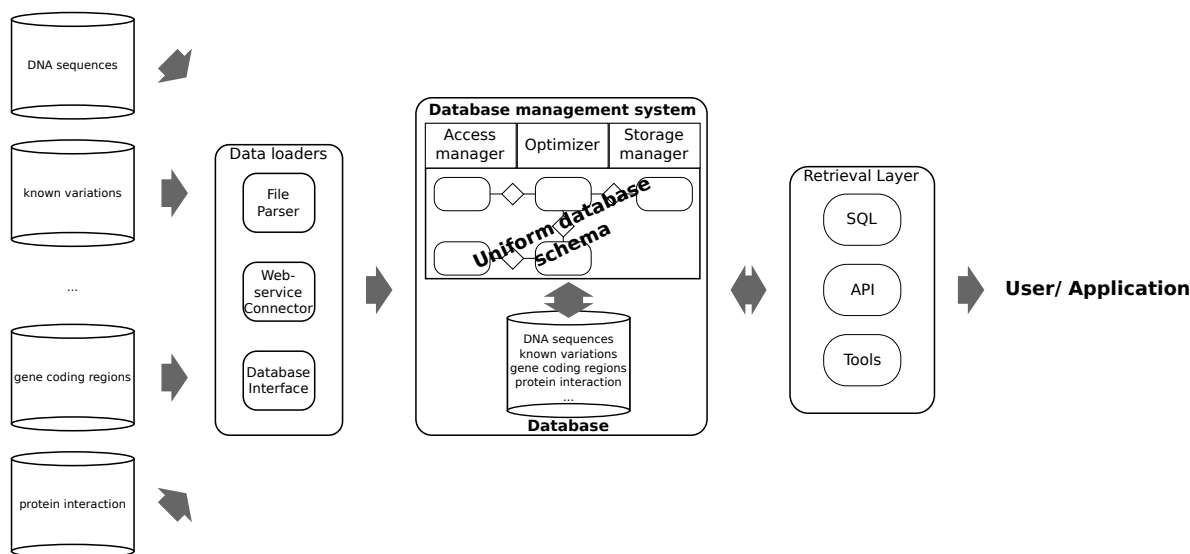 DNA sequences
known variations
...
gene coding regions
protein interaction
Data loaders
File
Parser
Web-
service
Connector
Database
Interface
Database management system
Access
manager
Optimizer
Storage
manager
Uniform database
schema
DNA sequences
known variations
gene coding regions
protein interaction
...
Database
Retrieval Layer
SQL
API
Tools
User/ Application